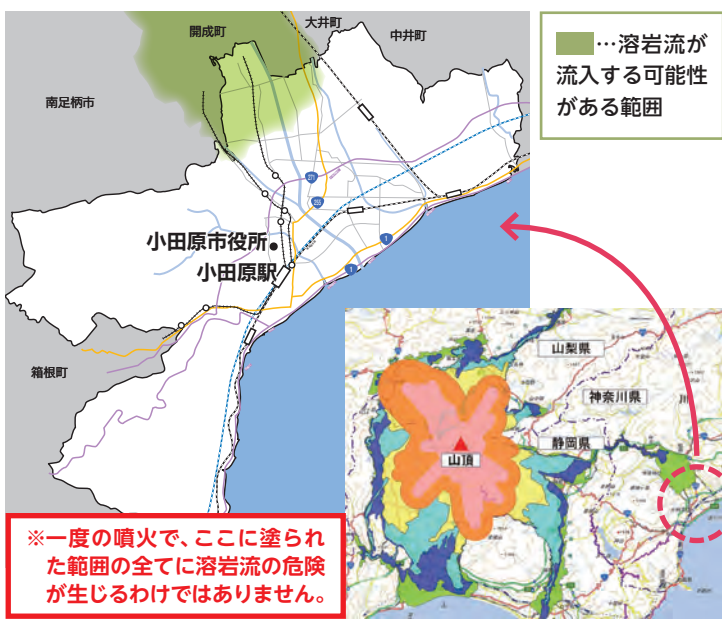 開成町
大井町
中井町
南足柄市
…溶岩流が
流入する可能性
がある範囲
271
255
小田原市役所
小田原駅
1
1
箱根町
山梨県
神奈川県
静岡県
山頂
※一度の噴火で、ここに塗られ
た範囲の全てに溶岩流の危険
が生じるわけではありません。